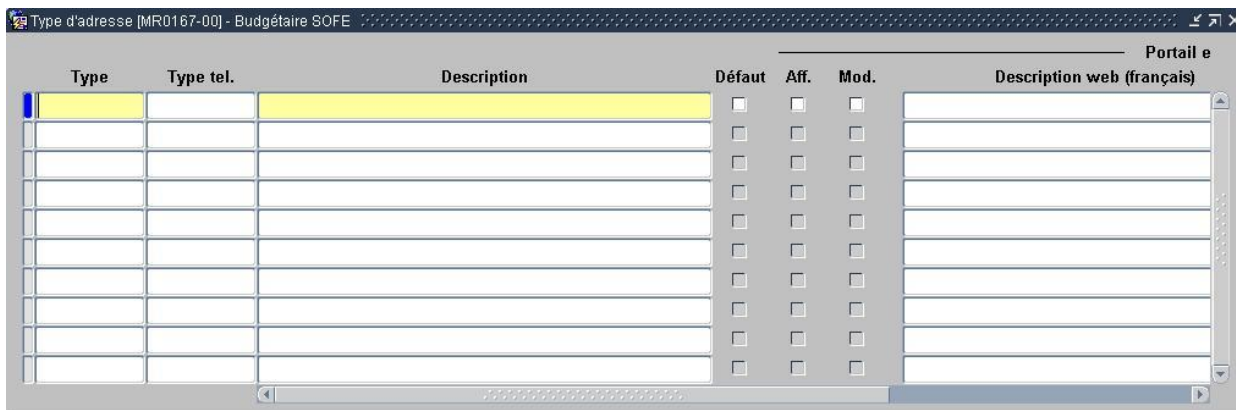 Type d'adresse [MR0167-00] - Budgétaire SOFE
Portail e
Type Type tel. Description Défaut Aff. Mod. Description web (français)